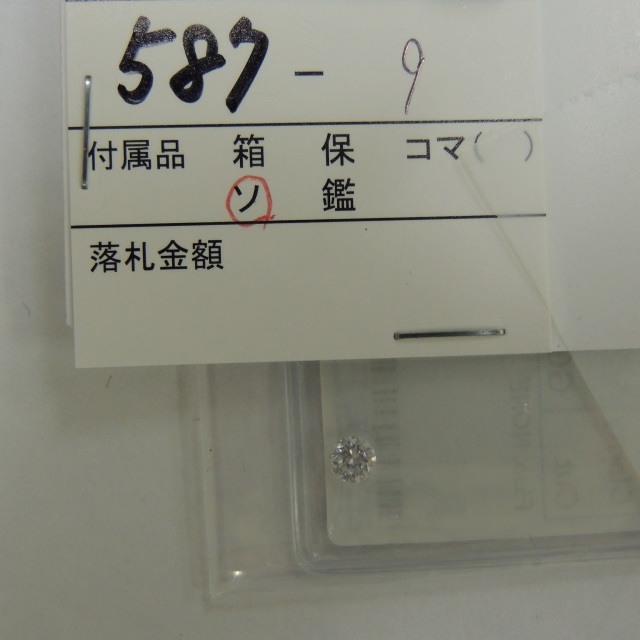 587 - 9
付属品 箱 保 コマ( )
ソ 鑑
落札金額